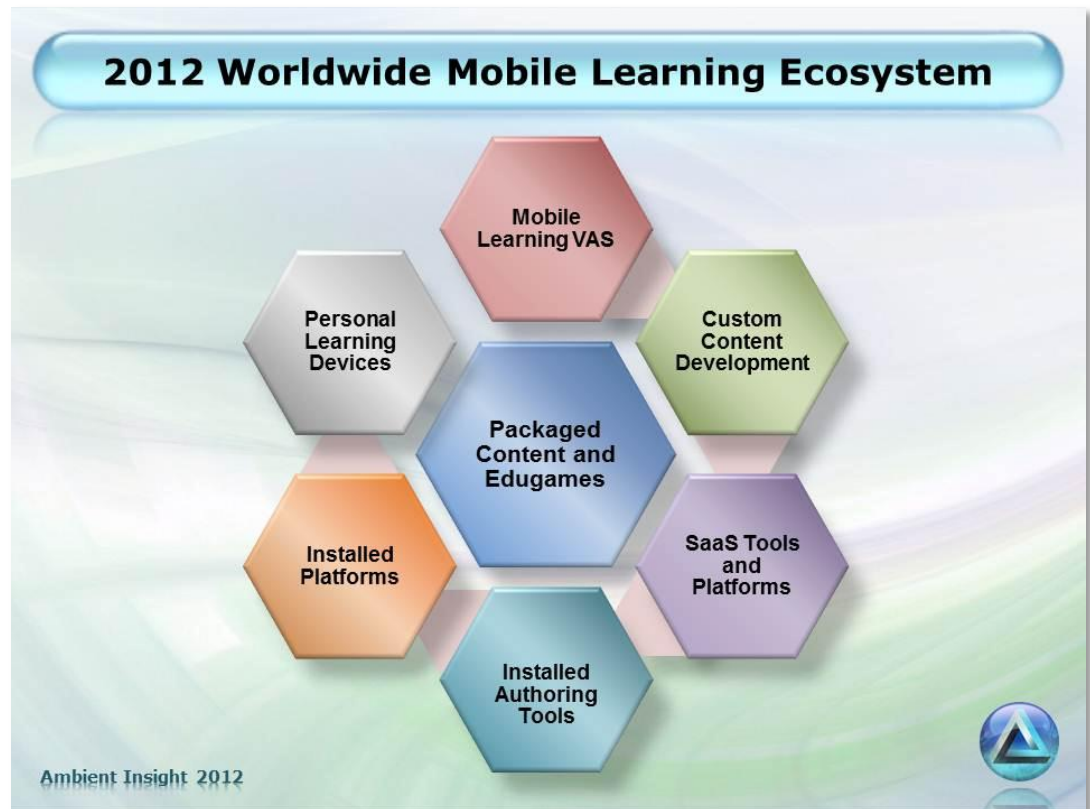 2012 Worldwide Mobile Learning Ecosystem
Mobile
Learning VAS
Personal
Learning
Devices
Custom
Content
Development
Packaged
Content and
Edugames
Installed
Platforms
SaaS Tools
and
Platforms
Installed
Authoring
Tools
Ambient Insight 2012